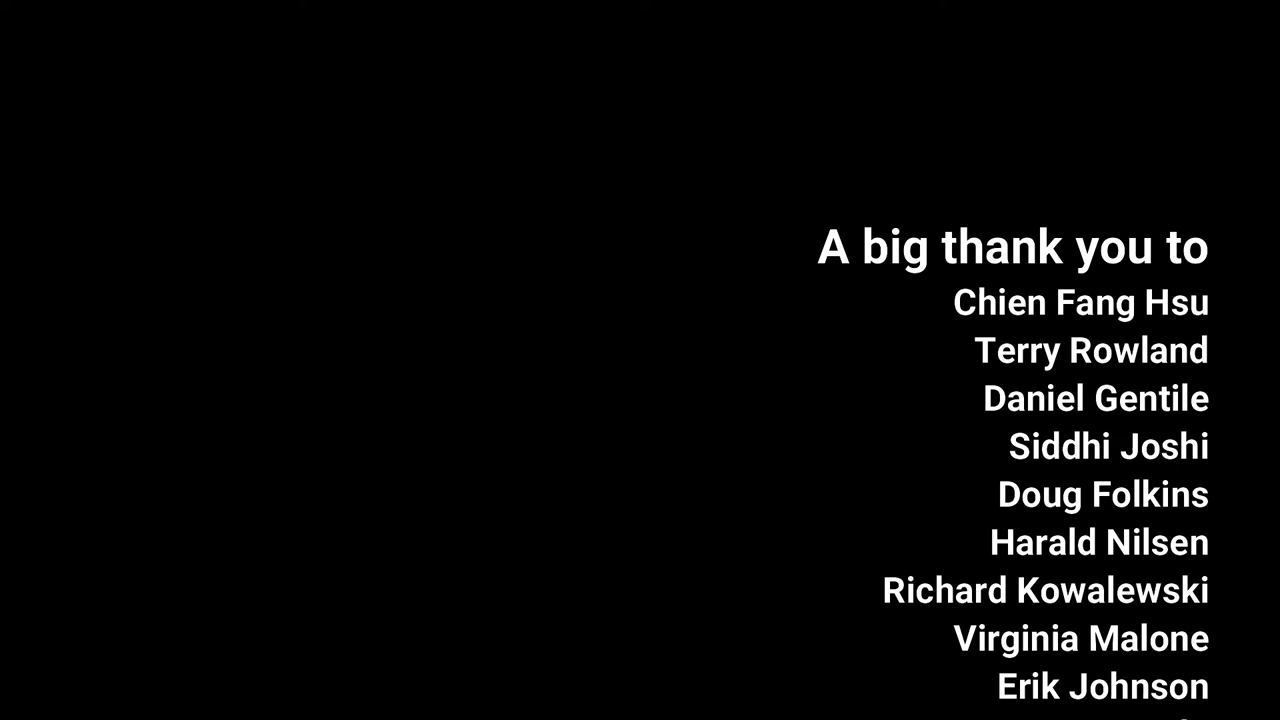 A big thank you to
Chien Fang Hsu
Terry Rowland
Daniel Gentile
Siddhi Joshi
Doug Folkins
Harald Nilsen
Richard Kowalewski
Virginia Malone
Erik Johnson